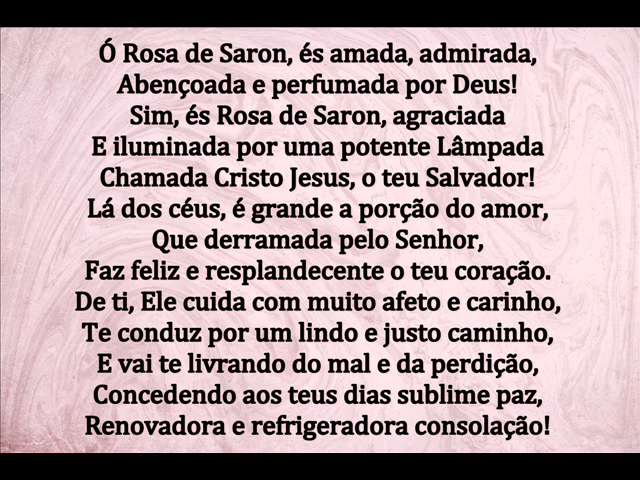 Ó Rosa de Saron, és amada, admirada,
Abençoada e perfumada por Deus!
Sim, és Rosa de Saron, agraciada
E iluminada por uma potente Lâmpada
Chamada Cristo Jesus, o teu Salvador!
Lá dos céus, é grande a porção do amor,
Que derramada pelo Senhor,
Faz feliz e resplandecente o teu coração.
De ti, Ele cuida com muito afeto e carinho,
Te conduz por um lindo e justo caminho,
E vai te livrando do mal e da perdição,
Concedendo aos teus dias sublime paz,
Renovadora e refrigeradora consolação!